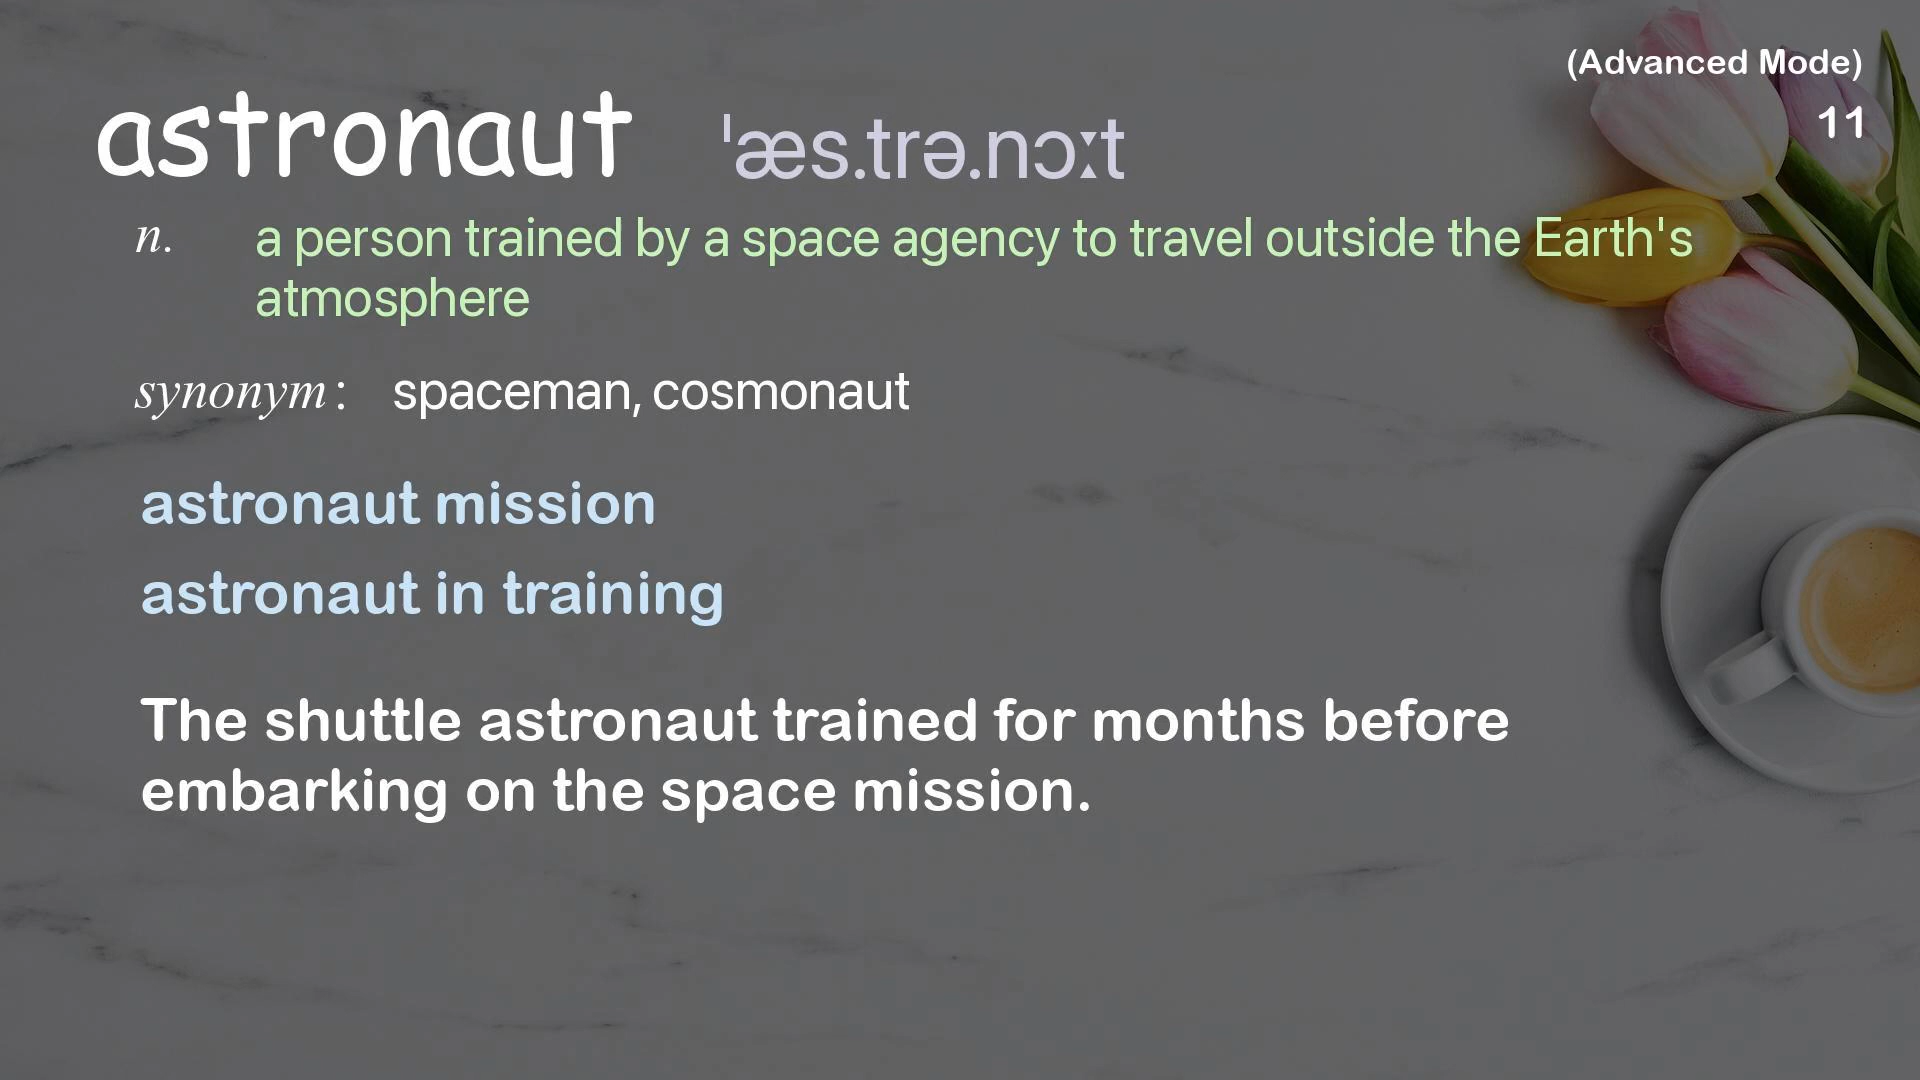 (Advanced Mode)
astronaut ˈæs.trə.nɔːt
11
n. a person trained by a space agency to travel outside the Earth's
atmosphere
synonym: spaceman, cosmonaut
astronaut mission
astronaut in training
The shuttle astronaut trained for months before
embarking on the space mission.